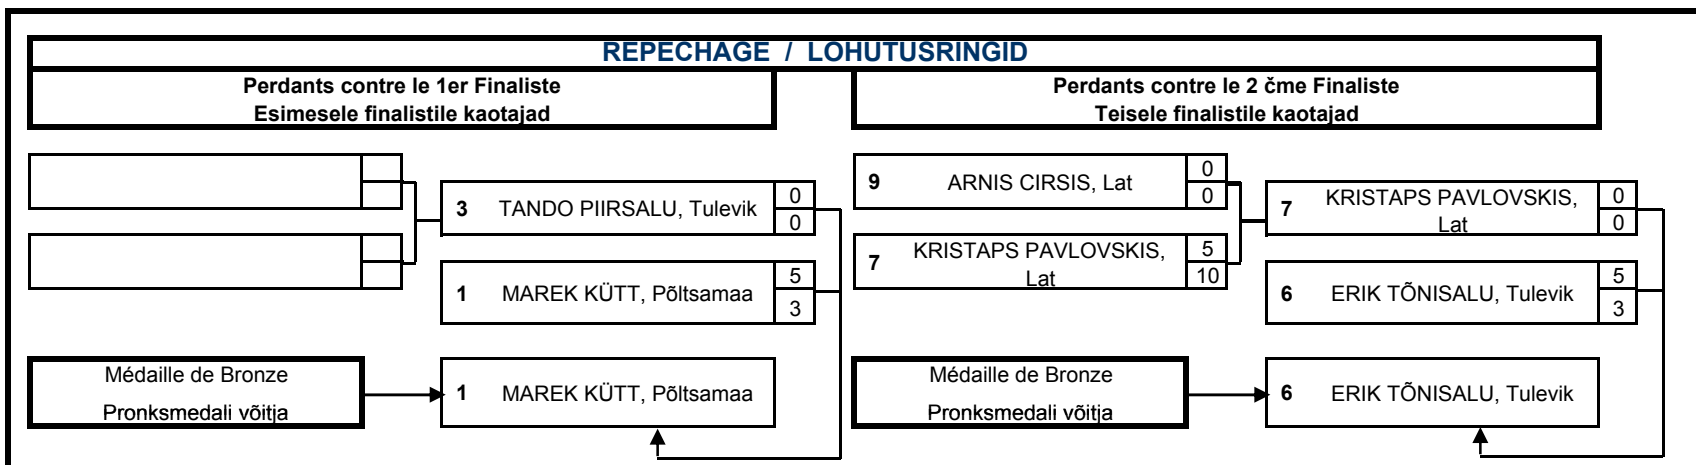 REPECHAGE / LOHUTUSRINGID
Perdants contre le 1er Finaliste
Esimesele finalistile kaotajad
Perdants contre le 2 čme Finaliste
Teisele finalistile kaotajad
3 TANDO PIIRSALU, Tulevik 0
0
1 MAREK KÜTT, Põltsamaa 5
3
9 ARNIS CIRSIS, Lat 0
0
7 KRISTAPS PAVLOVSKIS, 5
Lat 10
7 KRISTAPS PAVLOVSKIS, 0
Lat 0
6 ERIK TÕNISALU, Tulevik 5
3
Médaille de Bronze
Pronksmedali võitja
1 MAREK KÜTT, Põltsamaa
Médaille de Bronze
Pronksmedali võitja
6 ERIK TÕNISALU, Tulevik